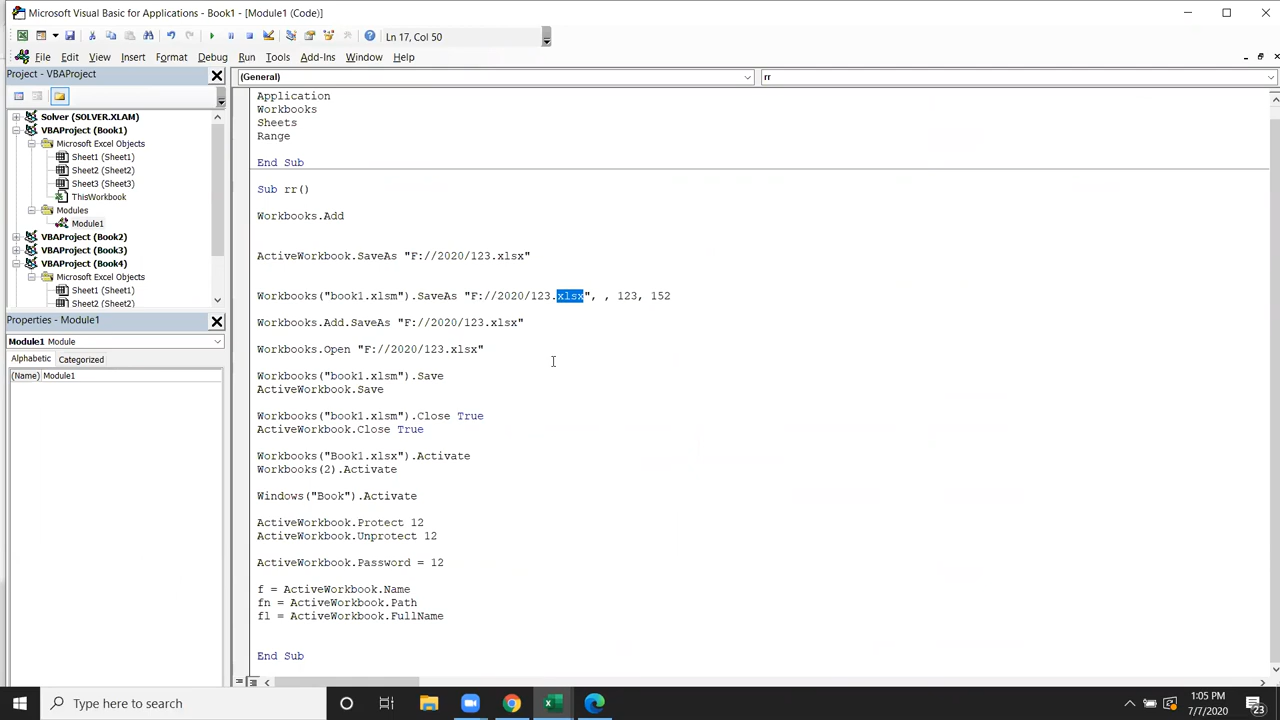 Microsoft Visual Basic for Applications - Book1 - [Module1 (Code)]
Ln 17, Col 50
File Edit View Insert Format Debug Run Tools Add-Ins Window Help
Project - VBAProject
(General)
rr
Solver (SOLVER.XLAM)
VBAProject (Book1)
Microsoft Excel Objects
Sheet1 (Sheet1)
Sheet2 (Sheet2)
Sheet3 (Sheet3)
ThisWorkbook
Modules
Module1
VBAProject (Book2)
VBAProject (Book3)
VBAProject (Book4)
Microsoft Excel Objects
Sheet1 (Sheet1)
Sheet2 (Sheet2)
Properties - Module1
Module1 Module
Alphabetic Categorized
(Name) Module1
Application
Workbooks
Sheets
Range
End Sub
Sub rr()
Workbooks.Add
ActiveWorkbook.SaveAs "F://2020/123.xlsx"
Workbooks("book1.xlsm").SaveAs "F://2020/123.xlsx", , 123, 152
Workbooks.Add.SaveAs "F://2020/123.xlsx"
Workbooks.Open "F://2020/123.xlsx"
Workbooks("book1.xlsm").Save
ActiveWorkbook.Save
Workbooks("book1.xlsm").Close True
ActiveWorkbook.Close True
Workbooks("Book1.xlsx").Activate
Workbooks(2).Activate
Windows("Book").Activate
ActiveWorkbook.Protect 12
ActiveWorkbook.Unprotect 12
ActiveWorkbook.Password = 12
f = ActiveWorkbook.Name
fn = ActiveWorkbook.Path
fl = ActiveWorkbook.FullName
End Sub
Type here to search
1:05 PM
7/7/2020
23